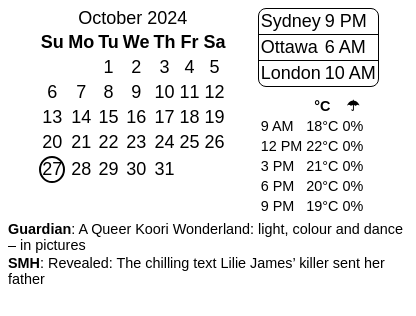 October 2024
Su Mo Tu We Th Fr Sa
1 2 3 4 5
6 7 8 9 10 11 12
13 14 15 16 17 18 19
20 21 22 23 24 25 26
27 28 29 30 31
Sydney 9 PM
Ottawa 6 AM
London 10 AM
°C ☂
9 AM 18°C 0%
12 PM 22°C 0%
3 PM 21°C 0%
6 PM 20°C 0%
9 PM 19°C 0%
Guardian: A Queer Koori Wonderland: light, colour and dance
– in pictures
SMH: Revealed: The chilling text Lilie James’ killer sent her
father